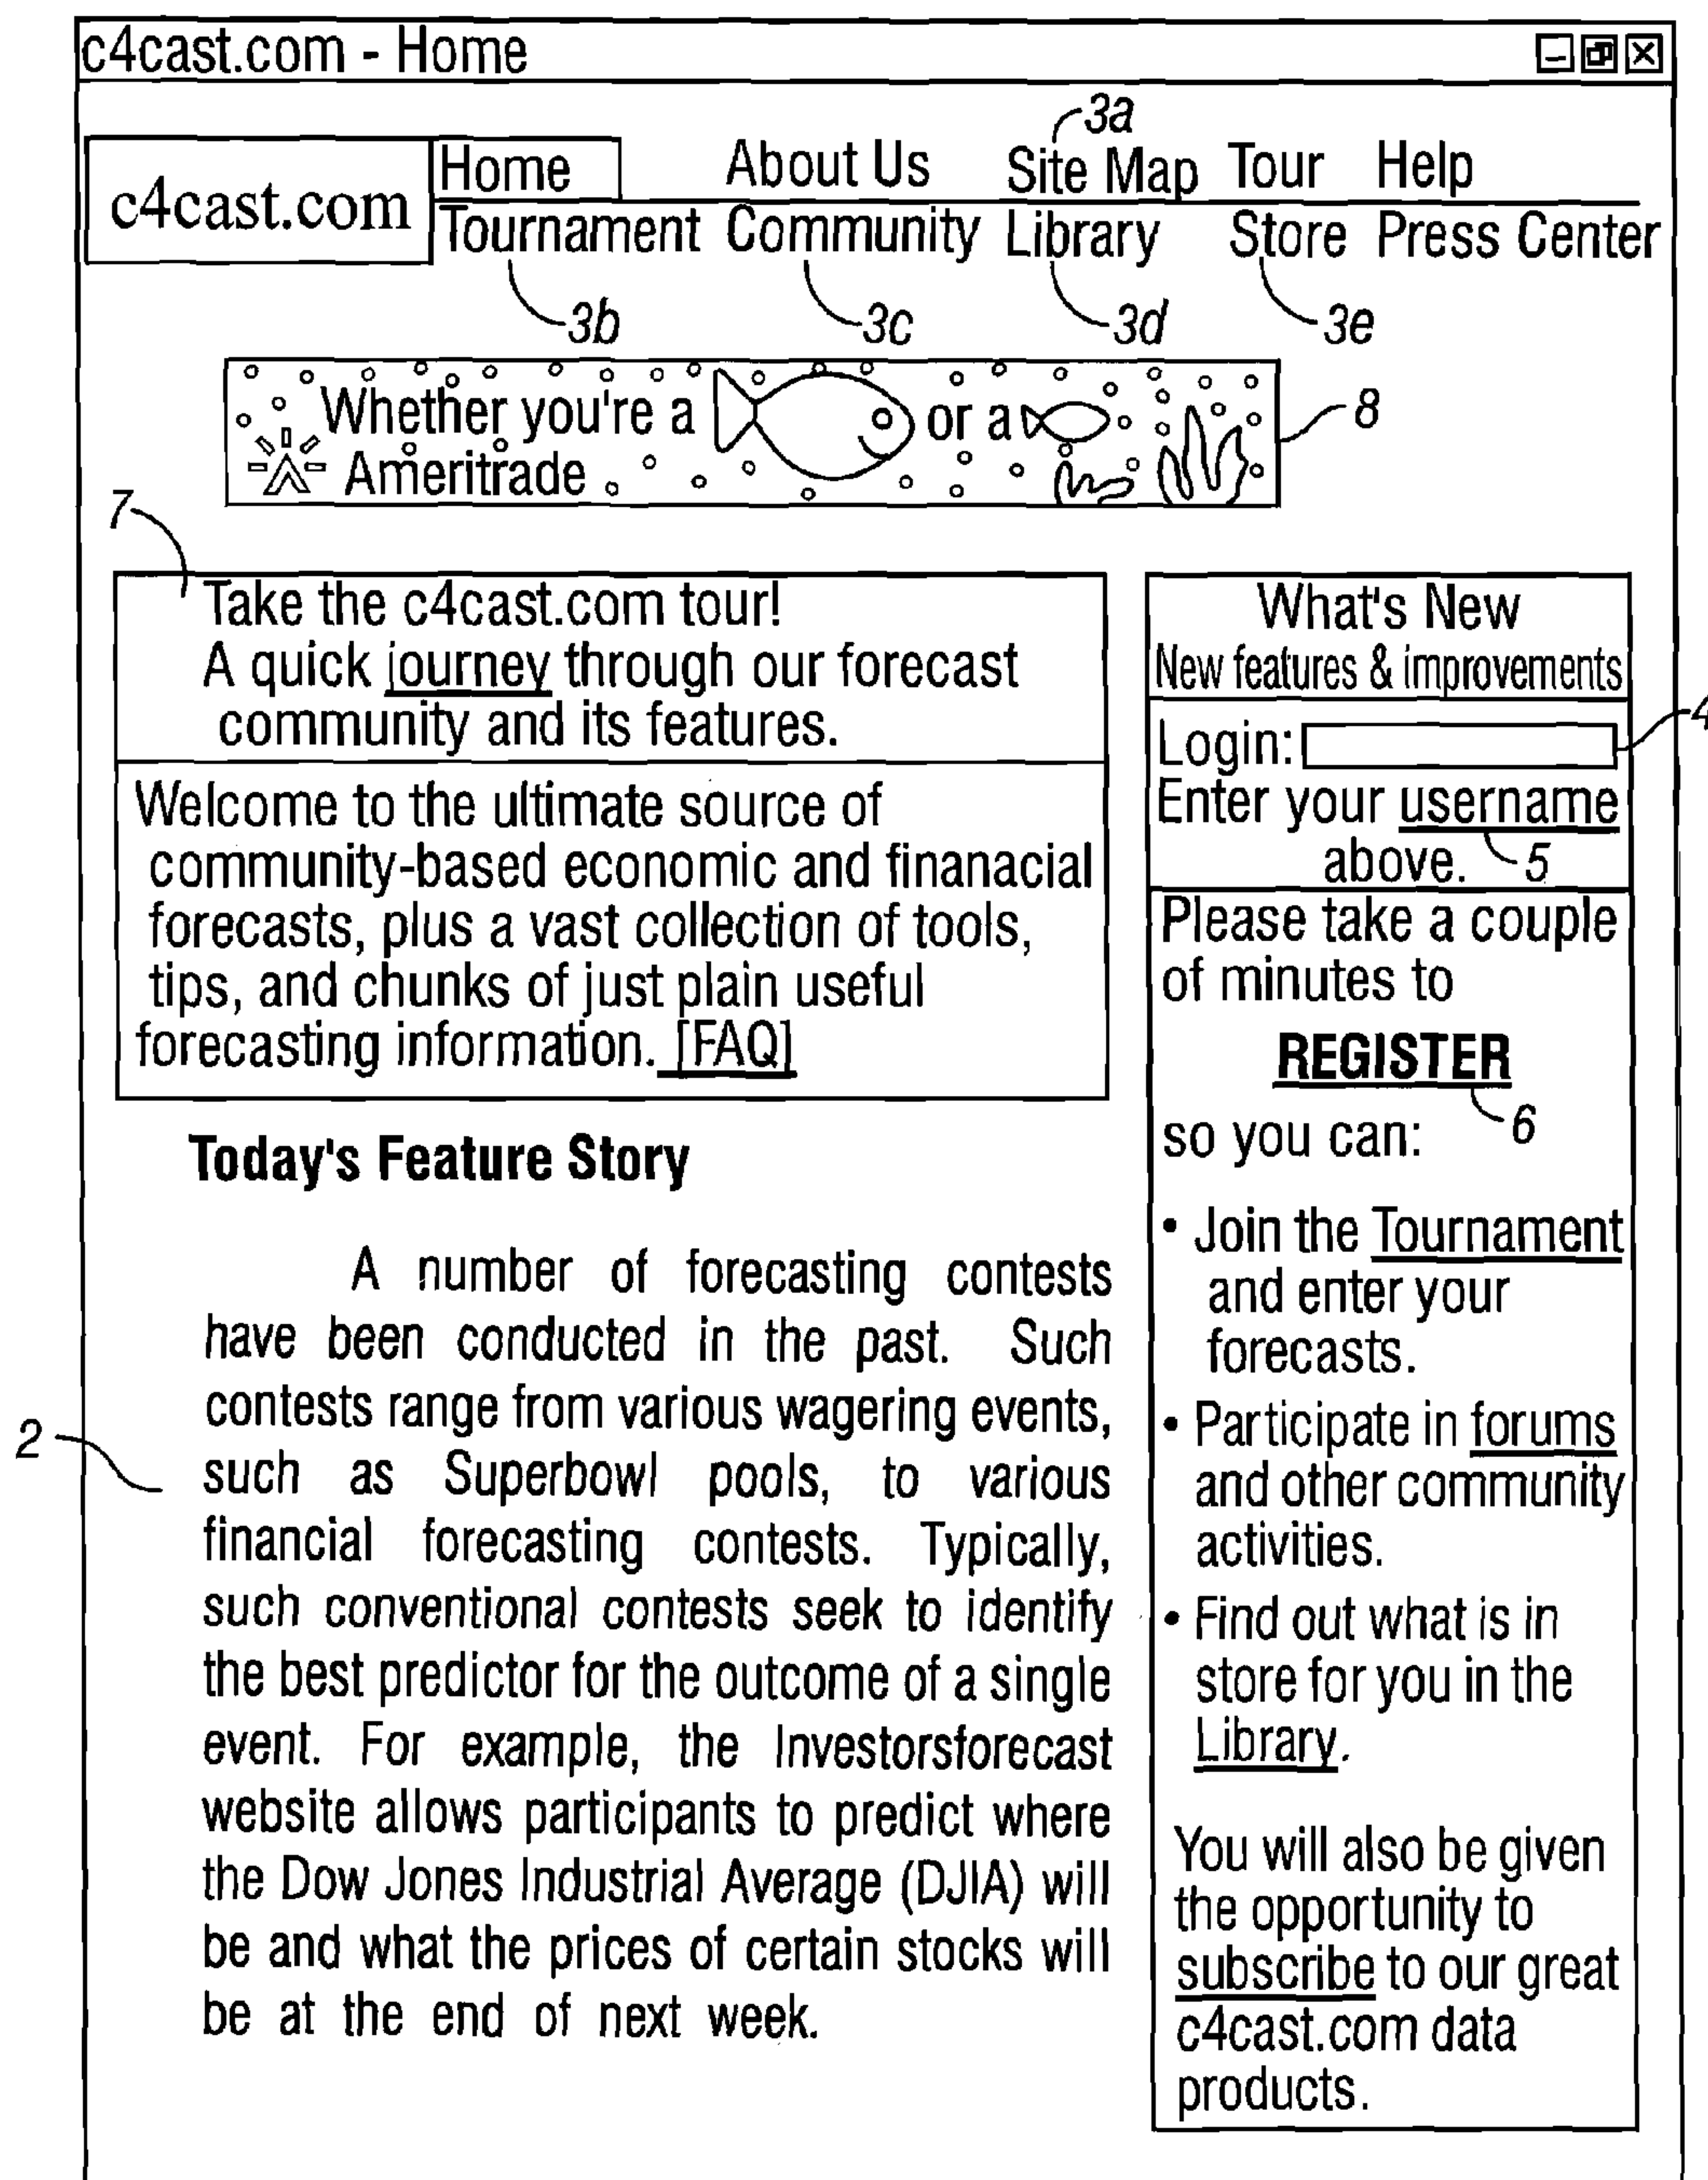 c4cast.com - Home
3a
c4cast.com
Home About Us Site Map Tour Help
Tournament Community Library Store Press Center
3b 3c 3d 3e
Whether you're a or a
Ameritrade
8
7
Take the c4cast.com tour!
A quick journey through our forecast
community and its features.
Welcome to the ultimate source of
community-based economic and finanacial
forecasts, plus a vast collection of tools,
tips, and chunks of just plain useful
forecasting information. [FAQ]
What's New
New features & improvements
Login:
4
Enter your username
above. 5
Please take a couple
of minutes to
REGISTER
6
so you can:
• Join the Tournament
and enter your
forecasts.
• Participate in forums
and other community
activities.
• Find out what is in
store for you in the
Library.
You will also be given
the opportunity to
subscribe to our great
c4cast.com data
products.
Today's Feature Story
A number of forecasting contests
have been conducted in the past. Such
contests range from various wagering events,
2
such as Superbowl pools, to various
financial forecasting contests. Typically,
such conventional contests seek to identify
the best predictor for the outcome of a single
event. For example, the Investorsforecast
website allows participants to predict where
the Dow Jones Industrial Average (DJIA) will
be and what the prices of certain stocks will
be at the end of next week.